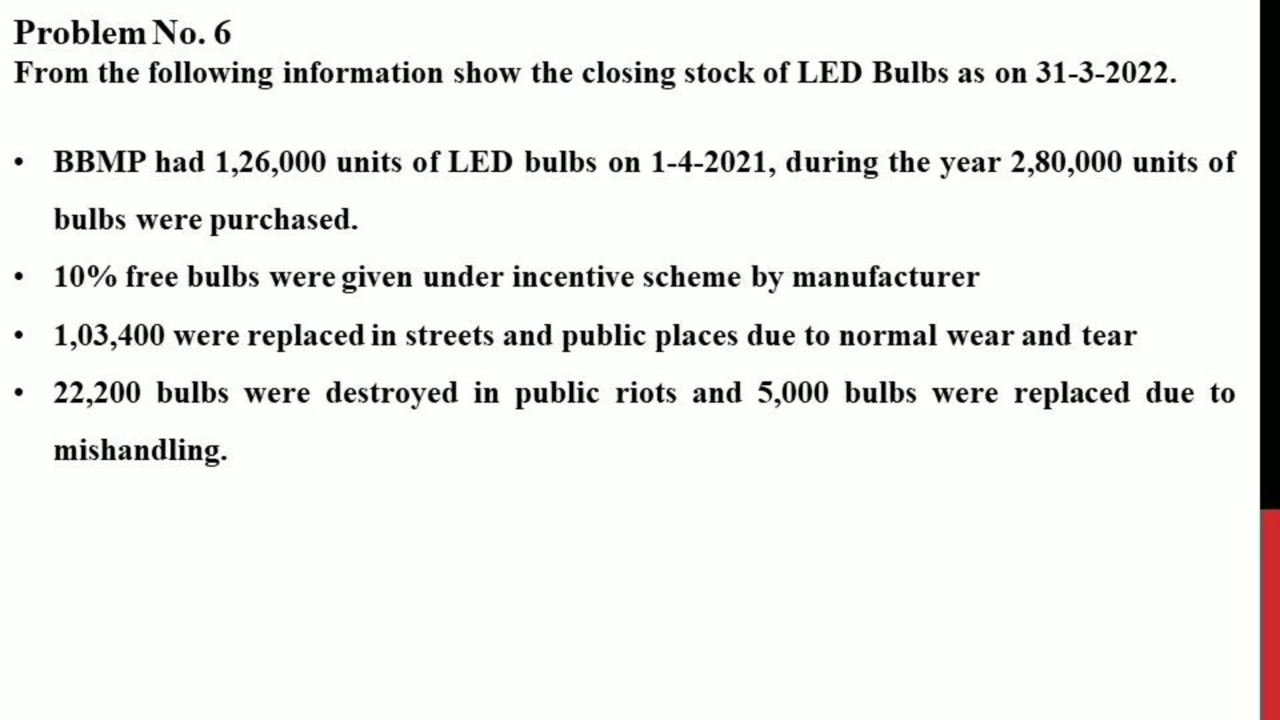 Problem No. 6
From the following information show the closing stock of LED Bulbs as on 31-3-2022.
• BBMP had 1,26,000 units of LED bulbs on 1-4-2021, during the year 2,80,000 units of
bulbs were purchased.
• 10% free bulbs were given under incentive scheme by manufacturer
• 1,03,400 were replaced in streets and public places due to normal wear and tear
• 22,200 bulbs were destroyed in public riots and 5,000 bulbs were replaced due to
mishandling.